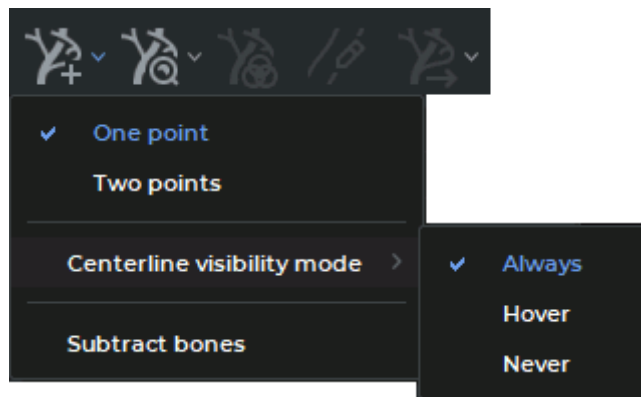 One point
Two points
Centerline visibility mode
Always
Hover
Never
Subtract bones